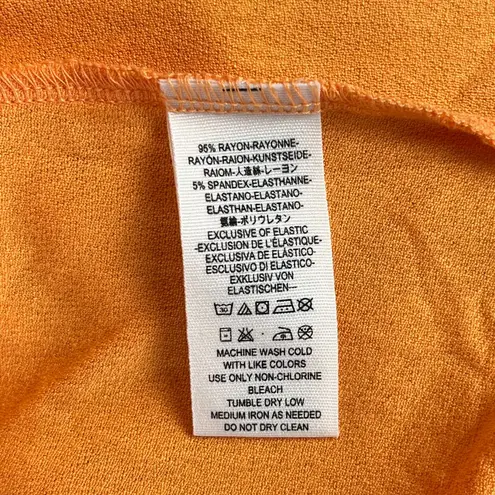 95% RAYON-RAYONNE-
RAYÓN-RAION-KUNSTSEIDE-
RAIOM-人造絲-レーヨン
5% SPANDEX-ELASTHANNE-
ELASTANO-ELASTANO-
ELASTHAN-ELASTANO-
氨綸-ポリウレタン
EXCLUSIVE OF ELASTIC
-EXCLUSION DE L'ÉLASTIQUE-
EXCLUSIVA DE ELÁSTICO-
ESCLUSIVO DI ELASTICO-
EXKLUSIV VON
ELASTISCHEN---
30
MACHINE WASH COLD
WITH LIKE COLORS
USE ONLY NON-CHLORINE
BLEACH
TUMBLE DRY LOW
MEDIUM IRON AS NEEDED
DO NOT DRY CLEAN